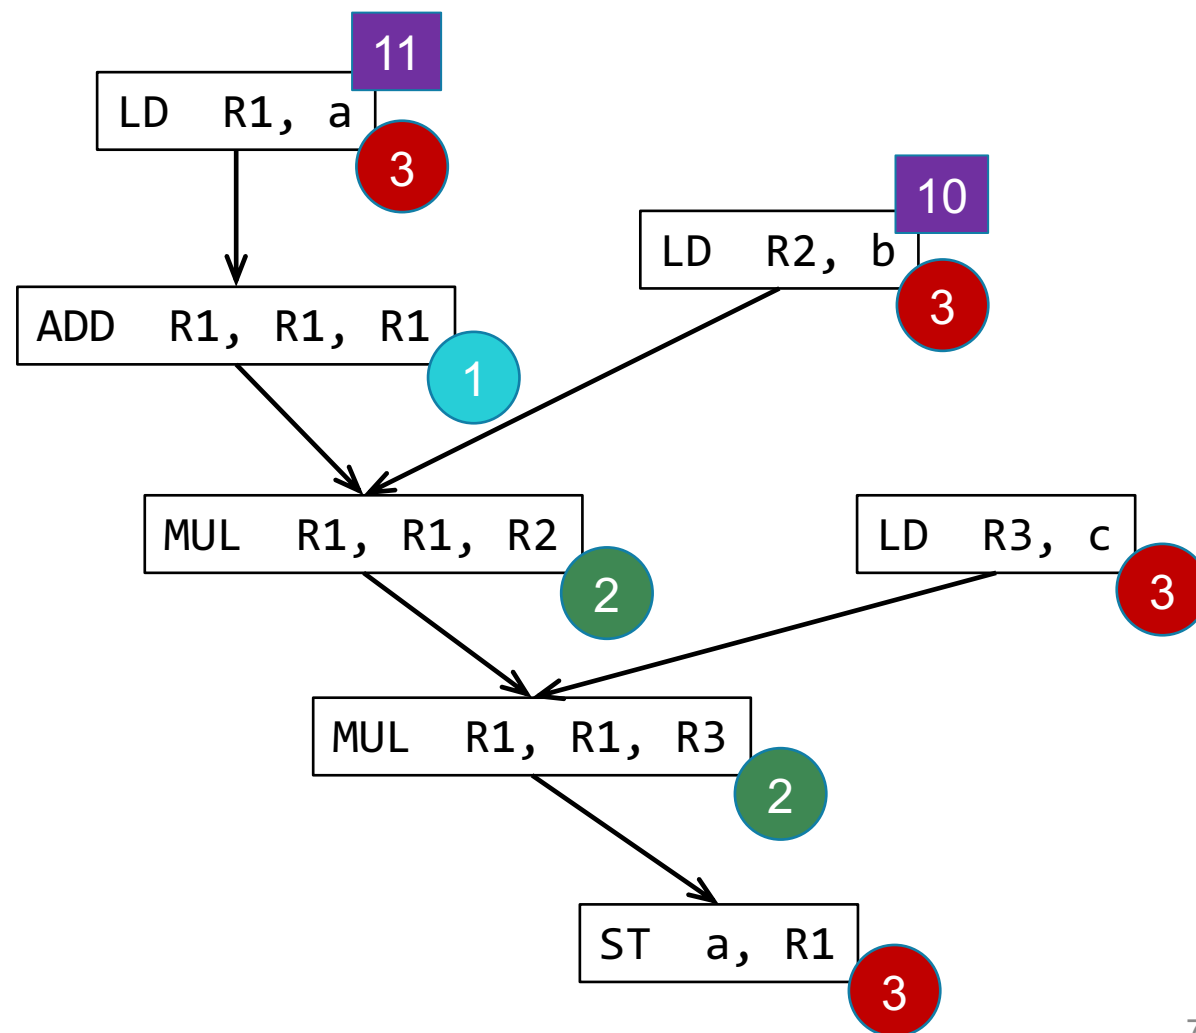 11
LD R1, a
3
10
LD R2, b
3
ADD R1, R1, R1
1
MUL R1, R1, R2
2
LD R3, c
3
MUL R1, R1, R3
2
ST a, R1
3